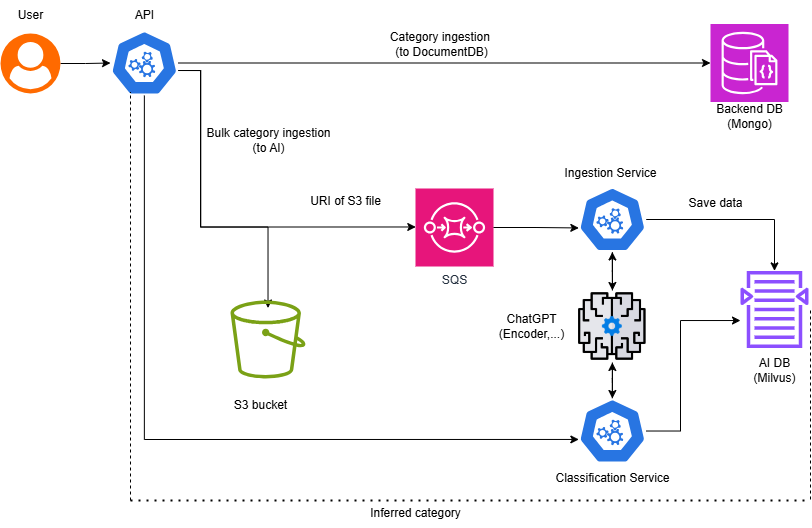 User
API
Category ingestion
(to DocumentDB)
Backend DB
(Mongo)
Bulk category ingestion
(to AI)
Ingestion Service
URI of S3 file
Save data
SQS
ChatGPT
(Encoder,...)
AI DB
(Milvus)
S3 bucket
Classification Service
Inferred category